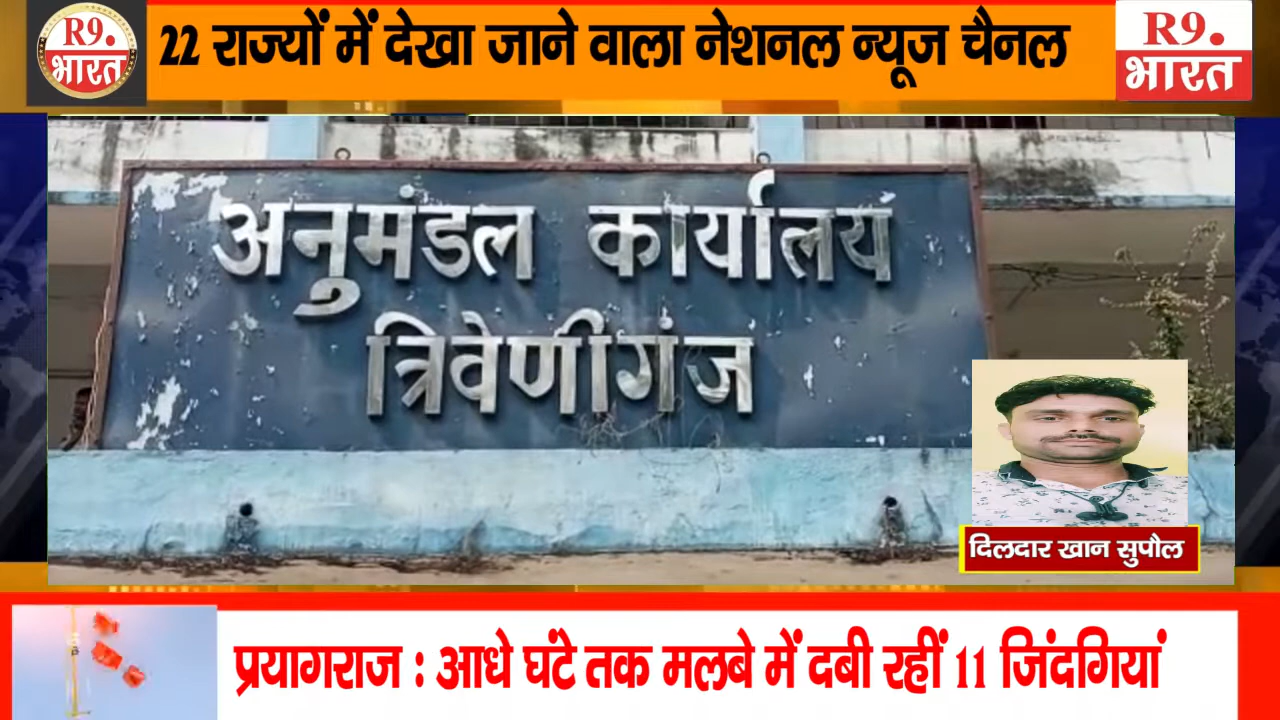 R9.
भारत
22 राज्यों में देखा जाने वाला नेशनल न्यूज चैनल
R9.
भारत
अनुमंडल कार्यालय
त्रिवेणीगंज
दिलदार खान सुपौल
प्रयागराज : आधे घंटे तक मलबे में दबी रहीं 11 जिंदगियां